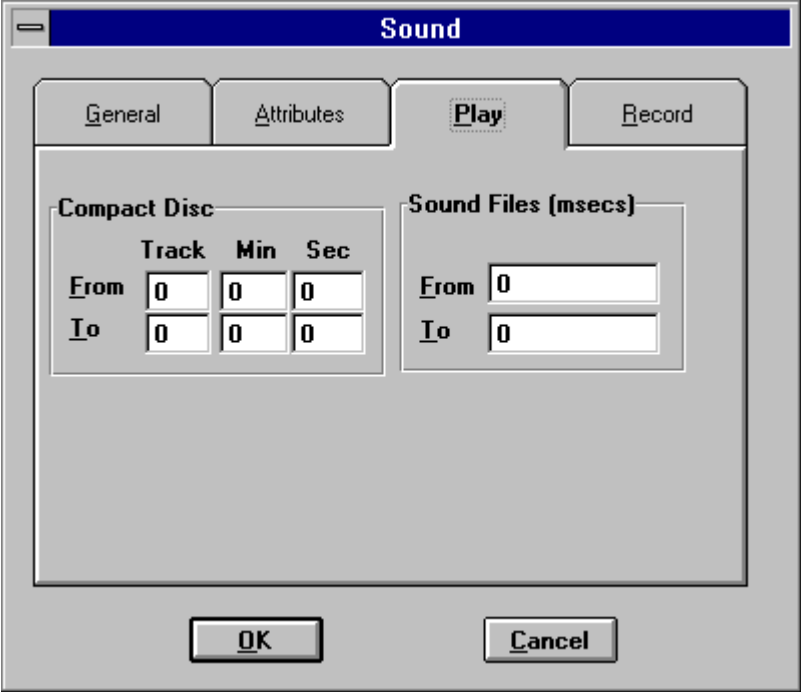 Sound
General Attributes Play Record
Compact Disc
Track Min Sec
From 0 0 0
To 0 0 0
Sound Files (msecs)
From 0
To 0
OK Cancel